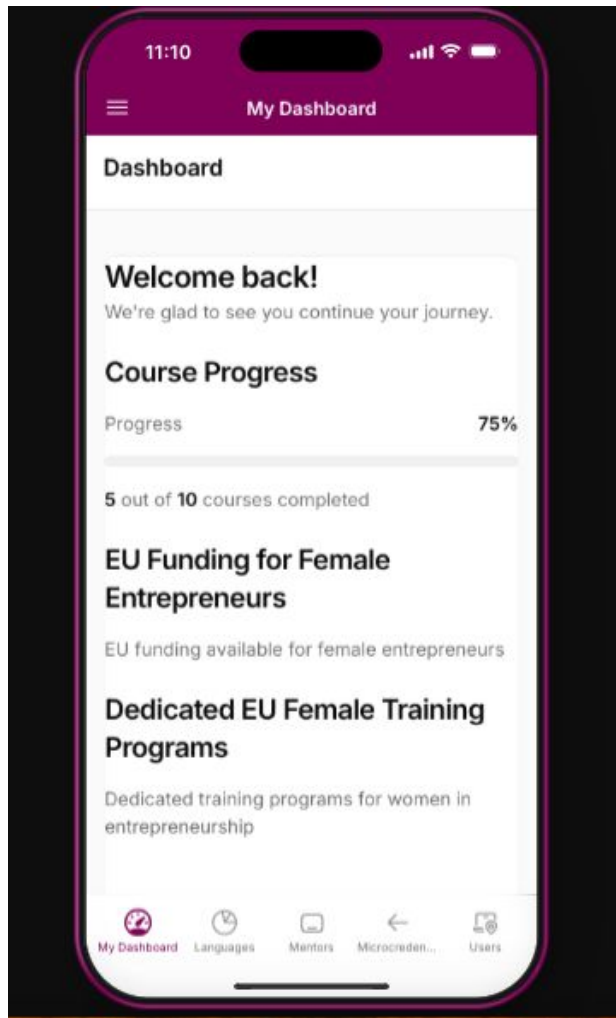 11:10
My Dashboard
Dashboard
Welcome back!
We're glad to see you continue your journey.
Course Progress
Progress 75%
5 out of 10 courses completed
EU Funding for Female
Entrepreneurs
EU funding available for female entrepreneurs
Dedicated EU Female Training
Programs
Dedicated training programs for women in
entrepreneurship
My Dashboard Languages Mentors Microcreden... Users